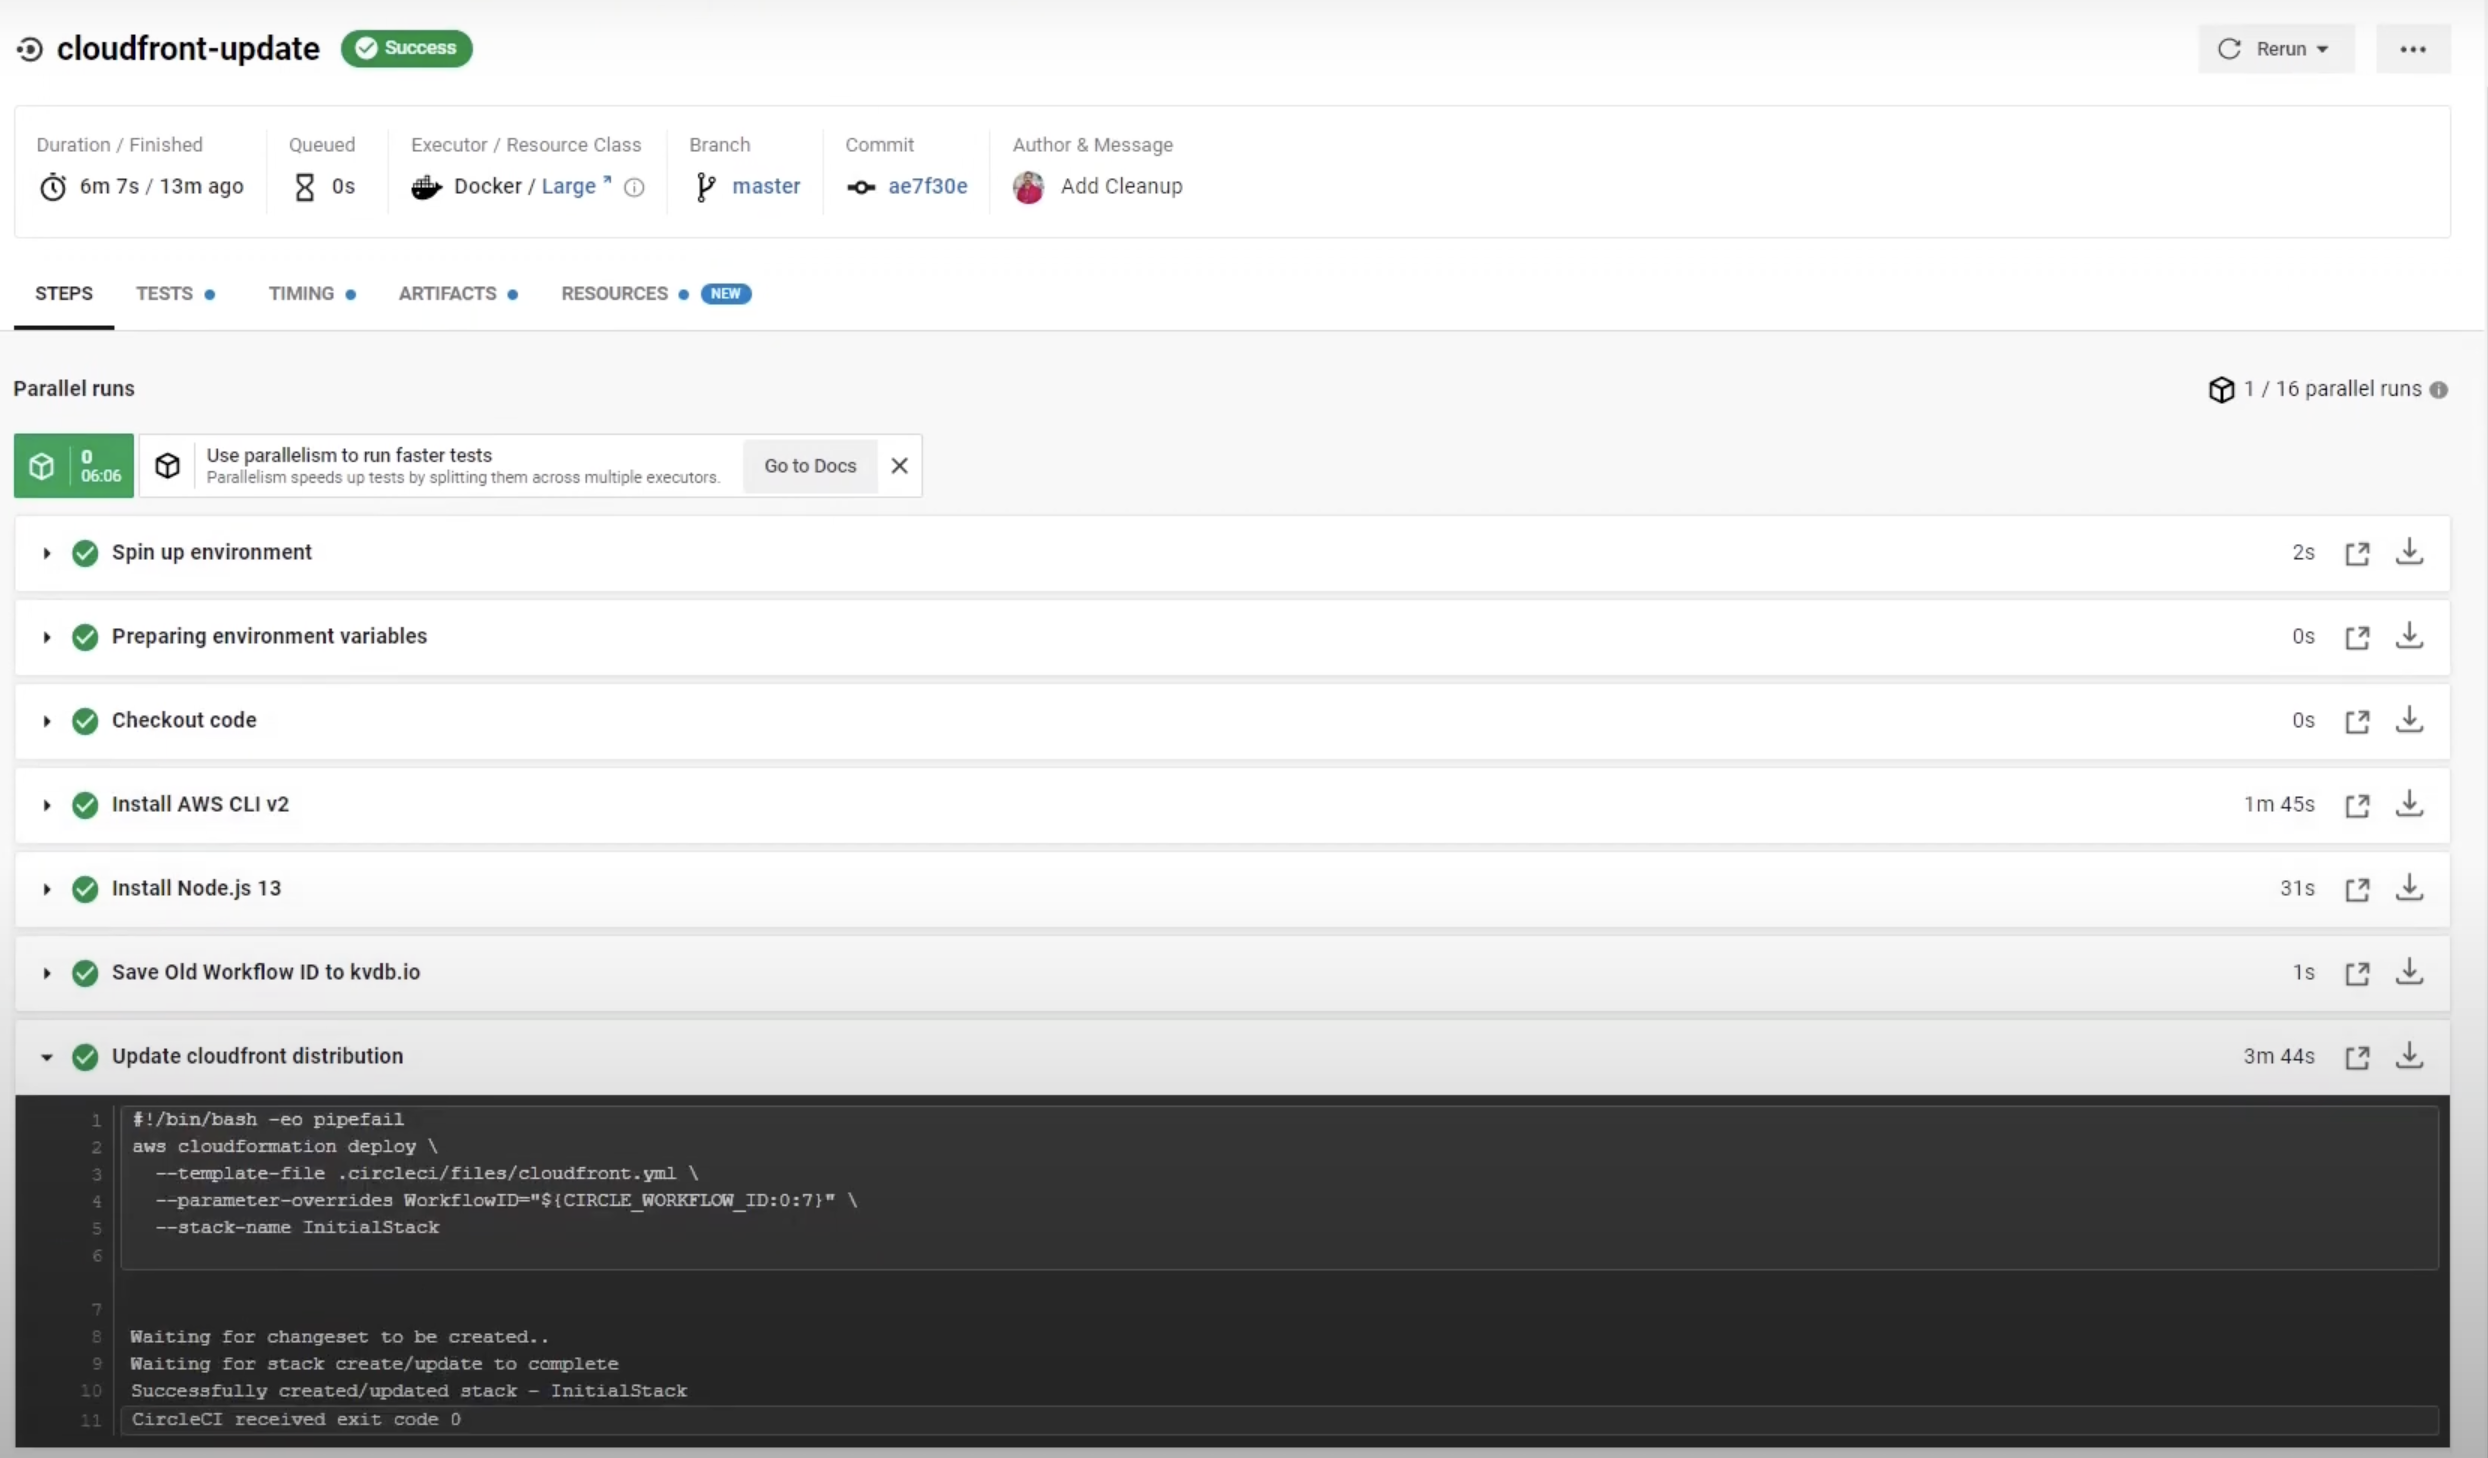 cloudfront-update Success Rerun
Duration / Finished Queued Executor / Resource Class Branch Commit Author & Message
6m 7s / 13m ago 0s Docker / Large master ae7f30e Add Cleanup
STEPS TESTS TIMING ARTIFACTS RESOURCES NEW
Parallel runs 1 / 16 parallel runs
0
06:06
Use parallelism to run faster tests
Parallelism speeds up tests by splitting them across multiple executors.
Go to Docs
Spin up environment 2s
Preparing environment variables 0s
Checkout code 0s
Install AWS CLI v2 1m 45s
Install Node.js 13 31s
Save Old Workflow ID to kvdb.io 1s
Update cloudfront distribution 3m 44s
1 #!/bin/bash -eo pipefail
2 aws cloudformation deploy \
3 --template-file .circleci/files/cloudfront.yml \
4 --parameter-overrides WorkflowID="${CIRCLE_WORKFLOW_ID:0:7}" \
5 --stack-name InitialStack
6
7
8 Waiting for changeset to be created..
9 Waiting for stack create/update to complete
10 Successfully created/updated stack - InitialStack
11 CircleCI received exit code 0